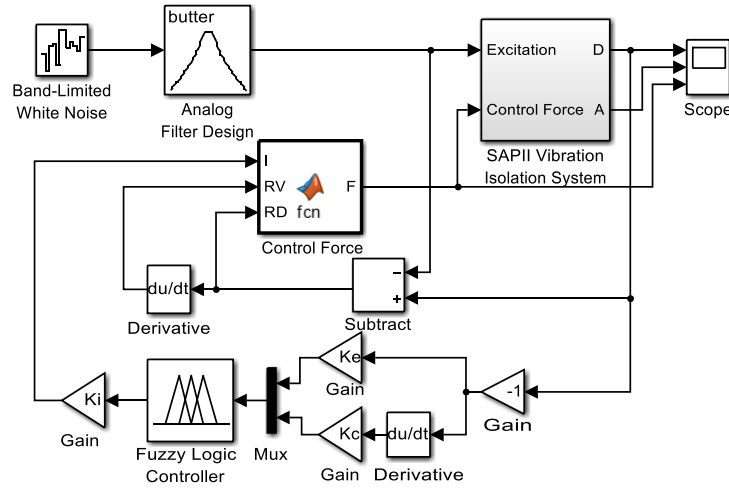 butter
Band-Limited
White Noise
Analog
Filter Design
Excitation
D
Control Force
A
SAPII Vibration
Isolation System
Scope
I
RV
RD
fcn
F
Control Force
−
+
Subtract
du/dt
Derivative
Ki
Gain
Fuzzy Logic
Controller
Mux
Ke
Gain
Kc
Gain
du/dt
Derivative
-1
Gain